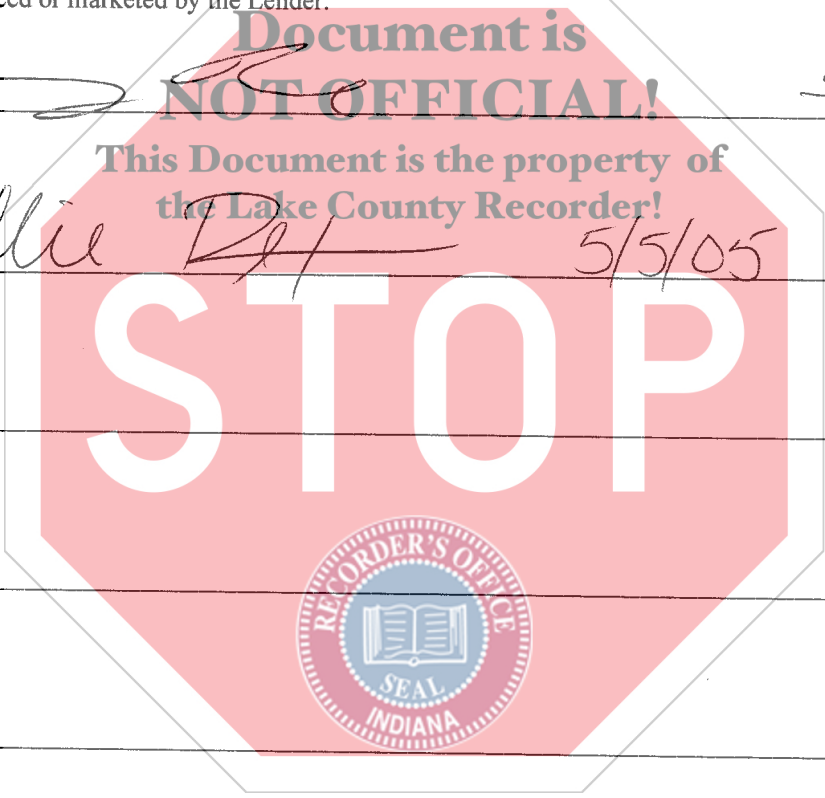 or marketed by the Lender.
Document is
NOT OFFICIAL!
This Document is the property of
the Lake County Recorder!
5/5/05
STOP
RECORDER'S OFFICE
SEAL
INDIANA